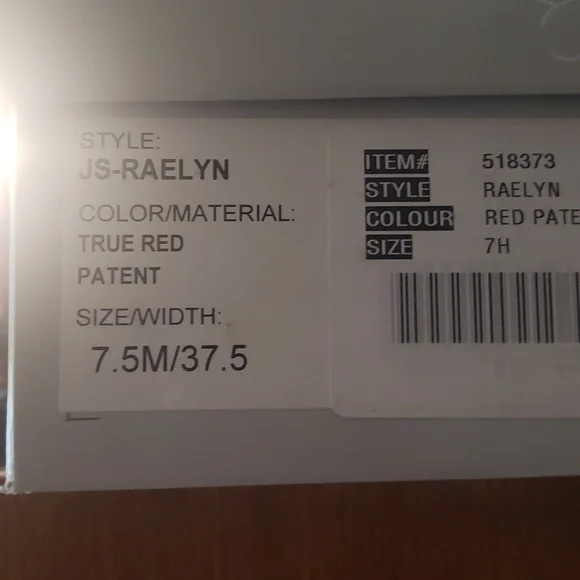 STYLE:
JS-RAELYN
COLOR/MATERIAL:
TRUE RED
PATENT
SIZE/WIDTH:
7.5M/37.5
ITEM# 518373
STYLE RAELYN
COLOUR RED PATE
SIZE 7H